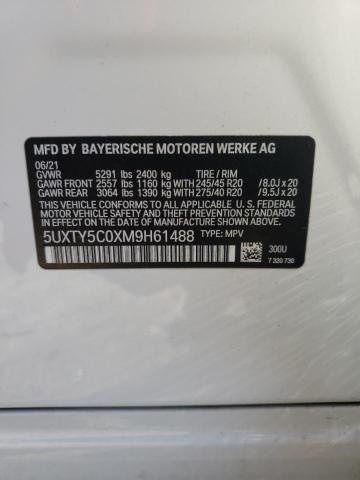 MFD BY BAYERISCHE MOTOREN WERKE AG
06/21
GVWR 5291 lbs 2400 kg TIRE / RIM
GAWR FRONT 2557 lbs 1160 kg WITH 245/45 R20 / 8.0J x 20
GAWR REAR 3064 lbs 1390 kg WITH 275/40 R20 / 9.5J x 20
THIS VEHICLE CONFORMS TO ALL APPLICABLE U.S. FEDERAL
MOTOR VEHICLE SAFETY STANDARDS IN EFFECT ON THE
DATE OF MANUFACTURE SHOWN ABOVE.
5UXTY5C0XM9H61488 TYPE: MPV
300U
7 320 730